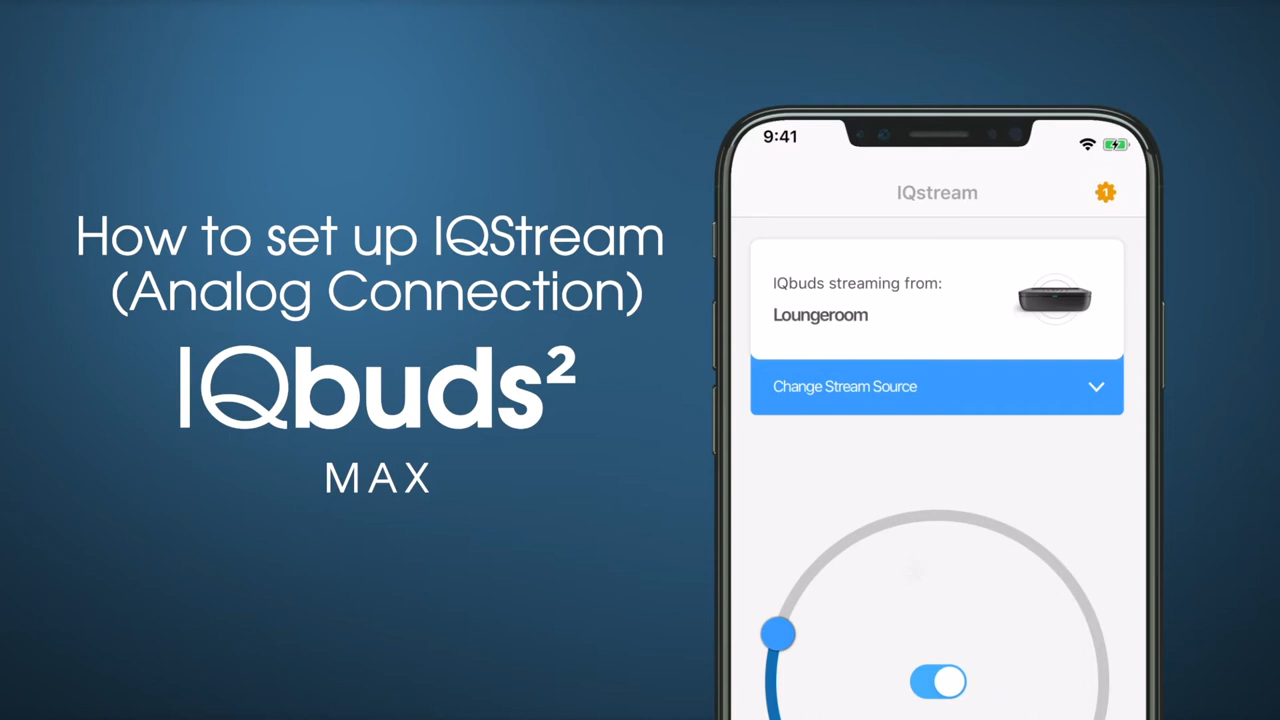 How to set up IQStream
(Analog Connection)
IQbuds²
MAX
9:41
IQstream
1
IQbuds streaming from:
Loungeroom
Change Stream Source